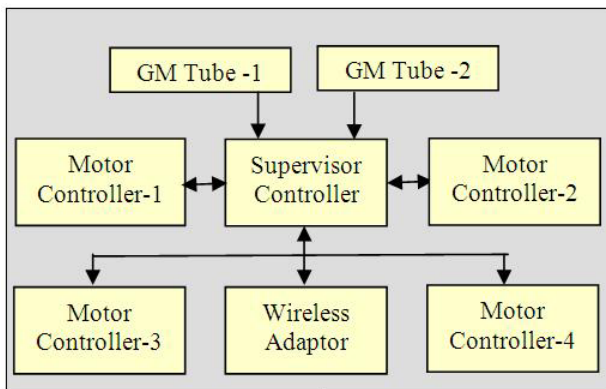 GM Tube -1
GM Tube -2
Motor
Controller-1
Supervisor
Controller
Motor
Controller-2
Motor
Controller-3
Wireless
Adaptor
Motor
Controller-4